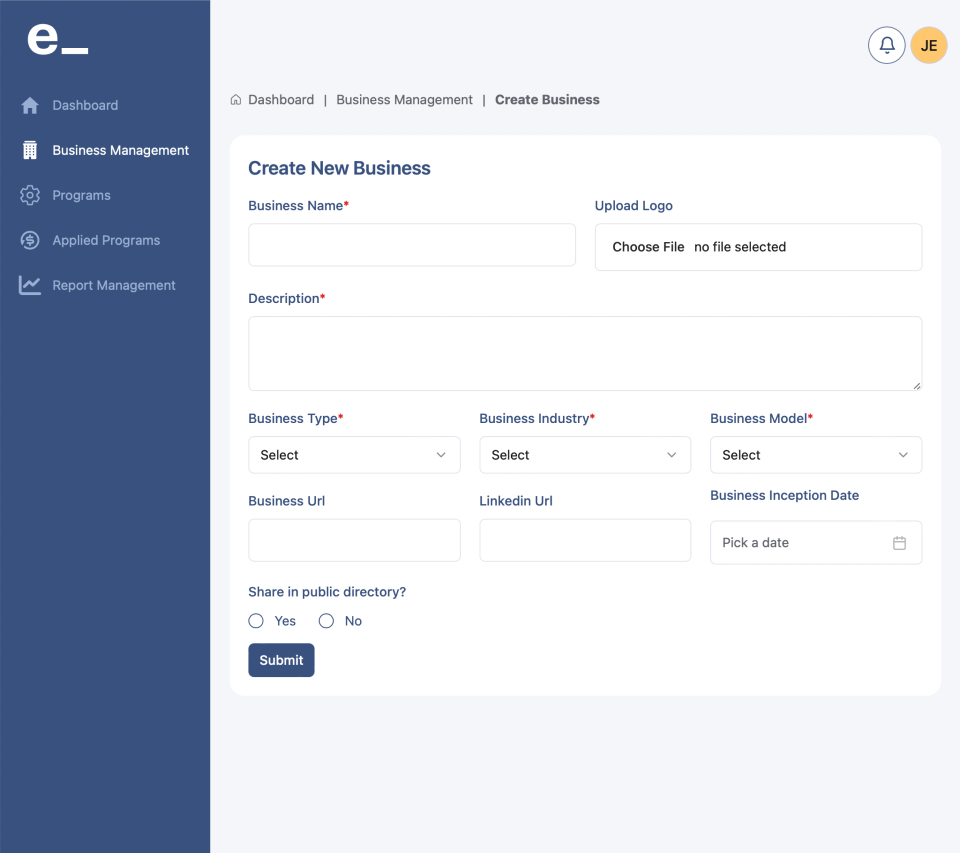 e_
JE
Dashboard | Business Management | Create Business
Dashboard
Business Management
Programs
Applied Programs
Report Management
Create New Business
Business Name* Upload Logo
Choose File no file selected
Description*
Business Type* Business Industry* Business Model*
Select Select Select
Business Url Linkedin Url Business Inception Date
Pick a date
Share in public directory?
Yes No
Submit